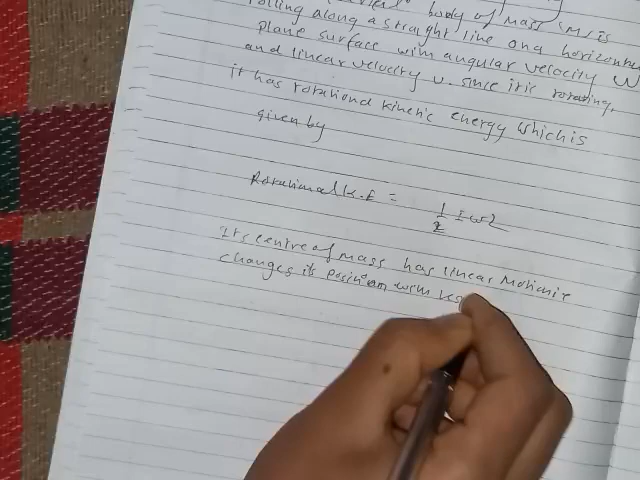 body of mass 'M' is
rolling along a straight line on a horizontal
plane surface with angular velocity ω
and linear velocity v. since it is rotating,
it has rotational kinetic energy which is
given by
Rotational K.E = 1/2 Iω2
Its centre of mass has linear Motion ie
changes its position with